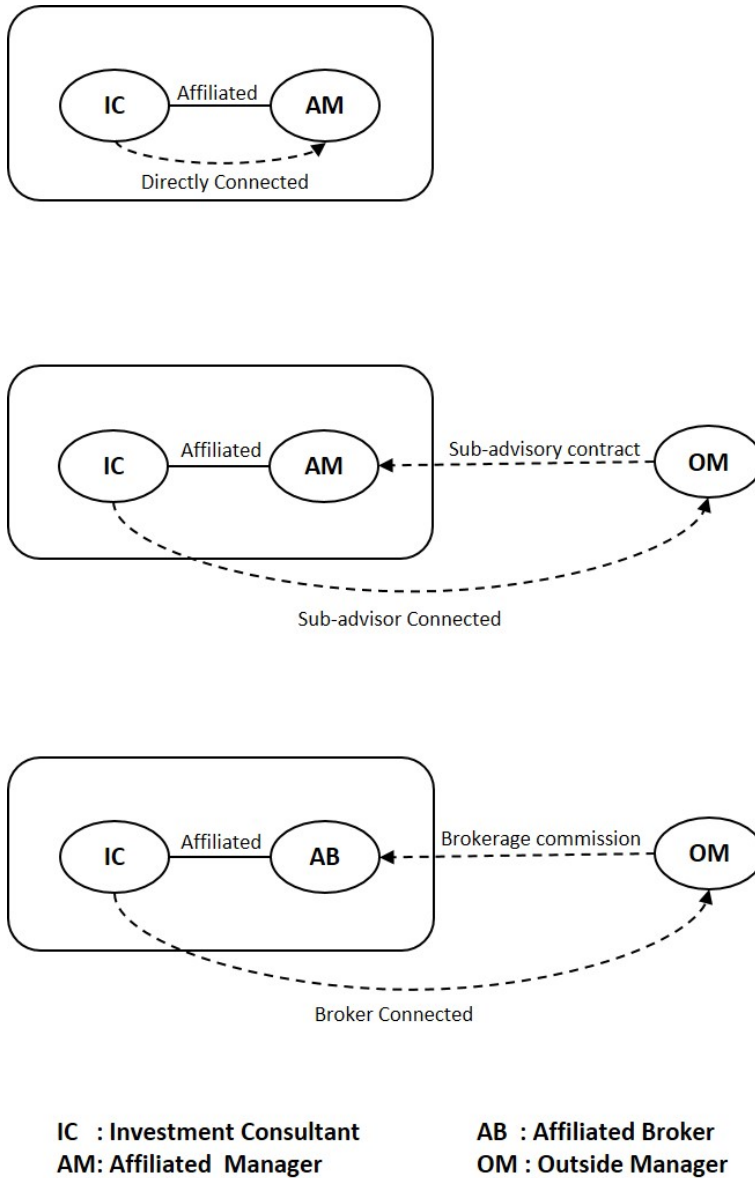 Affiliated
IC
AM
Directly Connected
Affiliated
Sub-advisory contract
IC
AM
OM
Sub-advisor Connected
Affiliated
Brokerage commission
IC
AB
OM
Broker Connected
IC : Investment Consultant
AB : Affiliated Broker
AM: Affiliated Manager
OM : Outside Manager